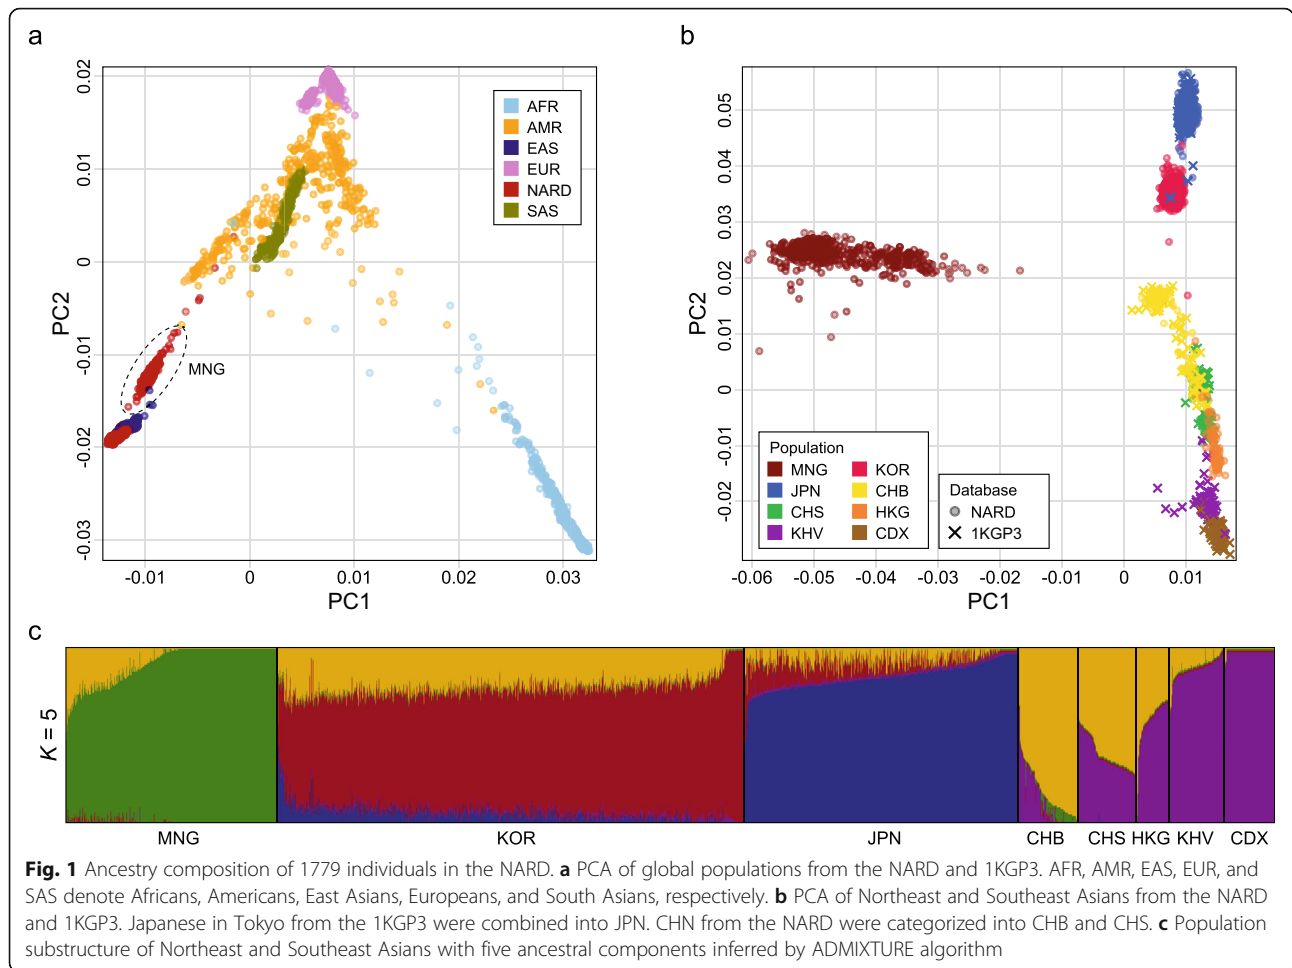 a
b
0.02
0.01
0
-0.01
-0.02
-0.03
PC2
-0.01
0
0.01
0.02
0.03
PC1
AFR
AMR
EAS
EUR
NARD
SAS
MNG
0.05
0.04
0.03
0.02
0.01
0
-0.01
-0.02
PC2
-0.06
-0.05
-0.04
-0.03
-0.02
-0.01
0
0.01
PC1
Population
MNG KOR
JPN CHB
CHS HKG
KHV CDX
Database
NARD
1KGP3
c
K = 5
MNG KOR JPN CHB CHS HKG KHV CDX
Fig. 1 Ancestry composition of 1779 individuals in the NARD. a PCA of global populations from the NARD and 1KGP3. AFR, AMR, EAS, EUR, and
SAS denote Africans, Americans, East Asians, Europeans, and South Asians, respectively. b PCA of Northeast and Southeast Asians from the NARD
and 1KGP3. Japanese in Tokyo from the 1KGP3 were combined into JPN. CHN from the NARD were categorized into CHB and CHS. c Population
substructure of Northeast and Southeast Asians with five ancestral components inferred by ADMIXTURE algorithm